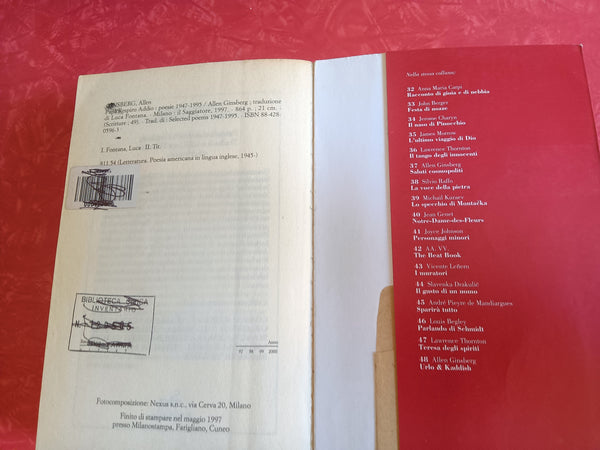 GINSBERG, Allen
Papà respiro Addio : poesie 1947-1995 / Allen Ginsberg ; traduzione
di Luca Fontana. - Milano : il Saggiatore, 1997. - 864 p. ; 21 cm. -
(Scritture ; 49). - Trad. di : Selected poems 1947-1995. - ISBN 88-428-
0396-3
I. Fontana, Luca II. Tit.
811.54 (Letteratura. Poesia americana in lingua inglese, 1945-)
BIBLIOTECA CIVICA
INVENTARIO
N.
Anno
97 98 99 2000
Fotocomposizione: Nexus s.n.c., via Cerva 20, Milano
Finito di stampare nel maggio 1997
presso Milanostampa, Farigliano, Cuneo
Nella stessa collana:
32 Anna Maria Carpi
Racconto di gioia e di nebbia
33 John Berger
Festa di nozze
34 Jerome Charyn
Il naso di Pinocchio
35 James Morrow
L'ultimo viaggio di Dio
36 Lawrence Thornton
Il tango degli innocenti
37 Allen Ginsberg
Saluti cosmopoliti
38 Silvio Raffo
La voce della pietra
39 Michail Kuraev
Lo specchio di Montačka
40 Jean Genet
Notre-Dame-des-Fleurs
41 Joyce Johnson
Personaggi minori
42 AA. VV.
The Beat Book
43 Vicente Leñero
I muratori
44 Slavenka Drakulić
Il gusto di un uomo
45 André Pieyre de Mandiargues
Sparirà tutto
46 Louis Begley
Parlando di Schmidt
47 Lawrence Thornton
Teresa degli spiriti
48 Allen Ginsberg
Urlo & Kaddish